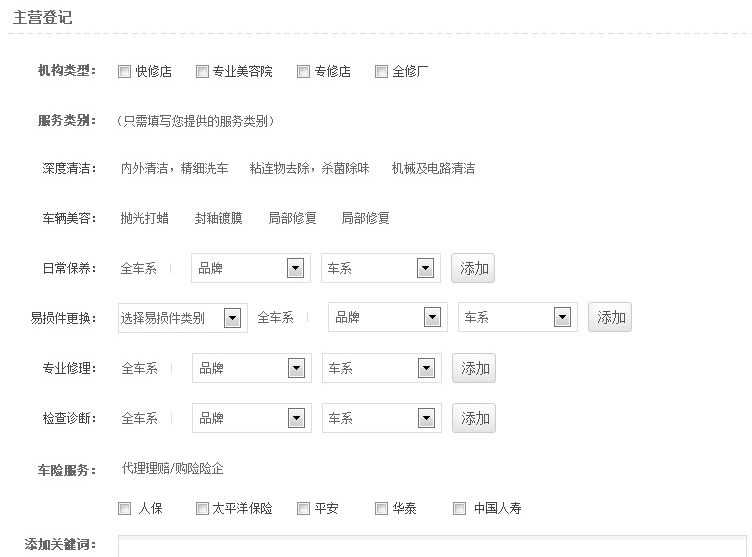 主营登记
机构类型： 快修店 专业美容院 专修店 全修厂
服务类别： （只需填写您提供的服务类别）
深度清洁： 内外清洁，精细洗车 粘连物去除，杀菌除味 机械及电路清洁
车辆美容： 抛光打蜡 封釉镀膜 局部修复 局部修复
日常保养： 全车系 品牌 车系 添加
易损件更换： 选择易损件类别 全车系 品牌 车系 添加
专业修理： 全车系 品牌 车系 添加
检查诊断： 全车系 品牌 车系 添加
车险服务： 代理理赔/购险险企
人保 太平洋保险 平安 华泰 中国人寿
添加关键词：